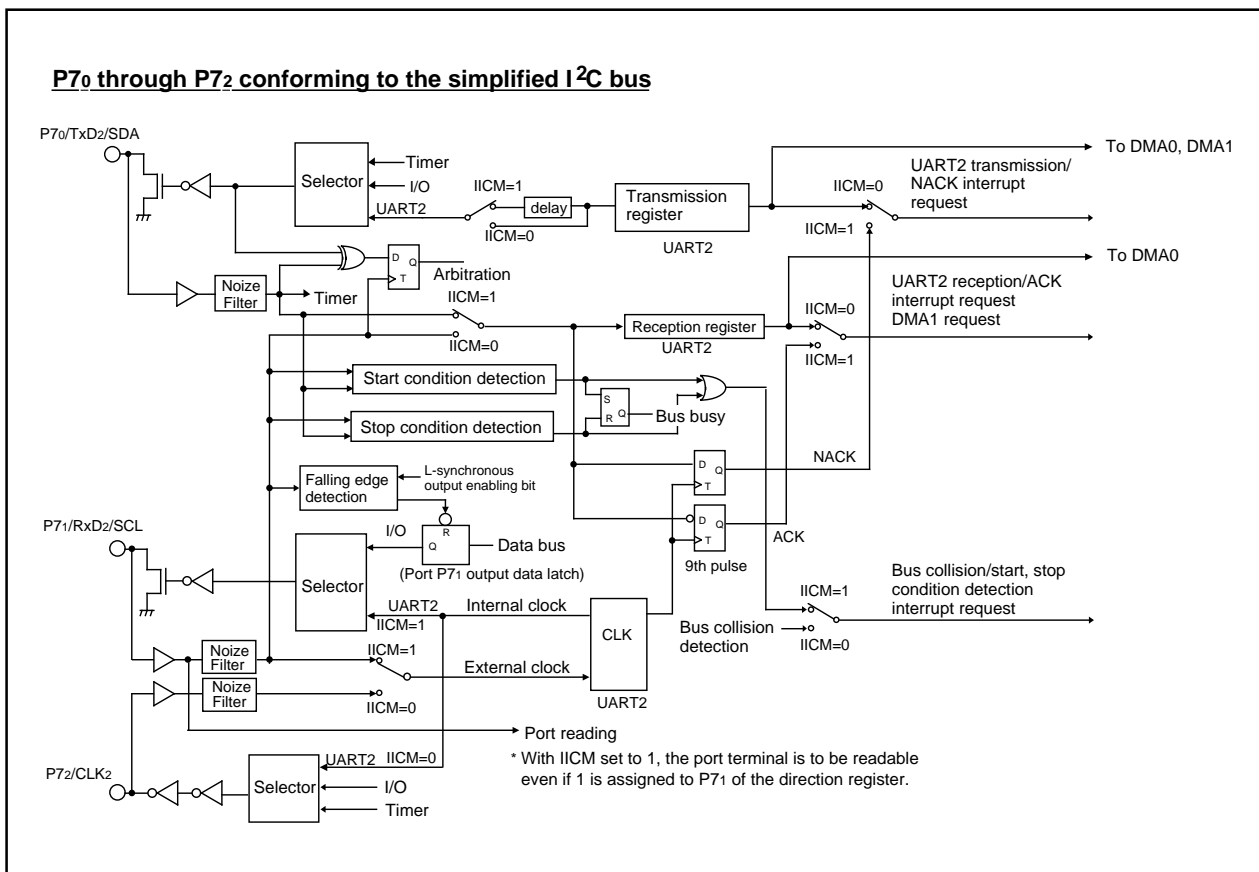 P70 through P72 conforming to the simplified I2C bus
P70/TxD2/SDA
Selector
Timer
I/O
UART2
IICM=1
delay
IICM=0
Transmission
register
UART2
To DMA0, DMA1
IICM=0
UART2 transmission/
NACK interrupt
request
IICM=1
To DMA0
D
Q
T
Arbitration
Noize
Filter
Timer
IICM=1
IICM=0
Reception register
UART2
IICM=0
IICM=1
UART2 reception/ACK
interrupt request
DMA1 request
Start condition detection
S
R
Q
Bus busy
Stop condition detection
Falling edge
detection
L-synchronous
output enabling bit
D
Q
T
NACK
D
Q
T
ACK
9th pulse
P71/RxD2/SCL
Selector
I/O
R
Q
Data bus
(Port P71 output data latch)
UART2
IICM=1
Internal clock
CLK
UART2
Bus collision/start, stop
condition detection
interrupt request
IICM=1
Bus collision
detection
IICM=0
Noize
Filter
IICM=1
External clock
Noize
Filter
IICM=0
Port reading
* With IICM set to 1, the port terminal is to be readable
even if 1 is assigned to P71 of the direction register.
P72/CLK2
Selector
UART2
IICM=0
I/O
Timer